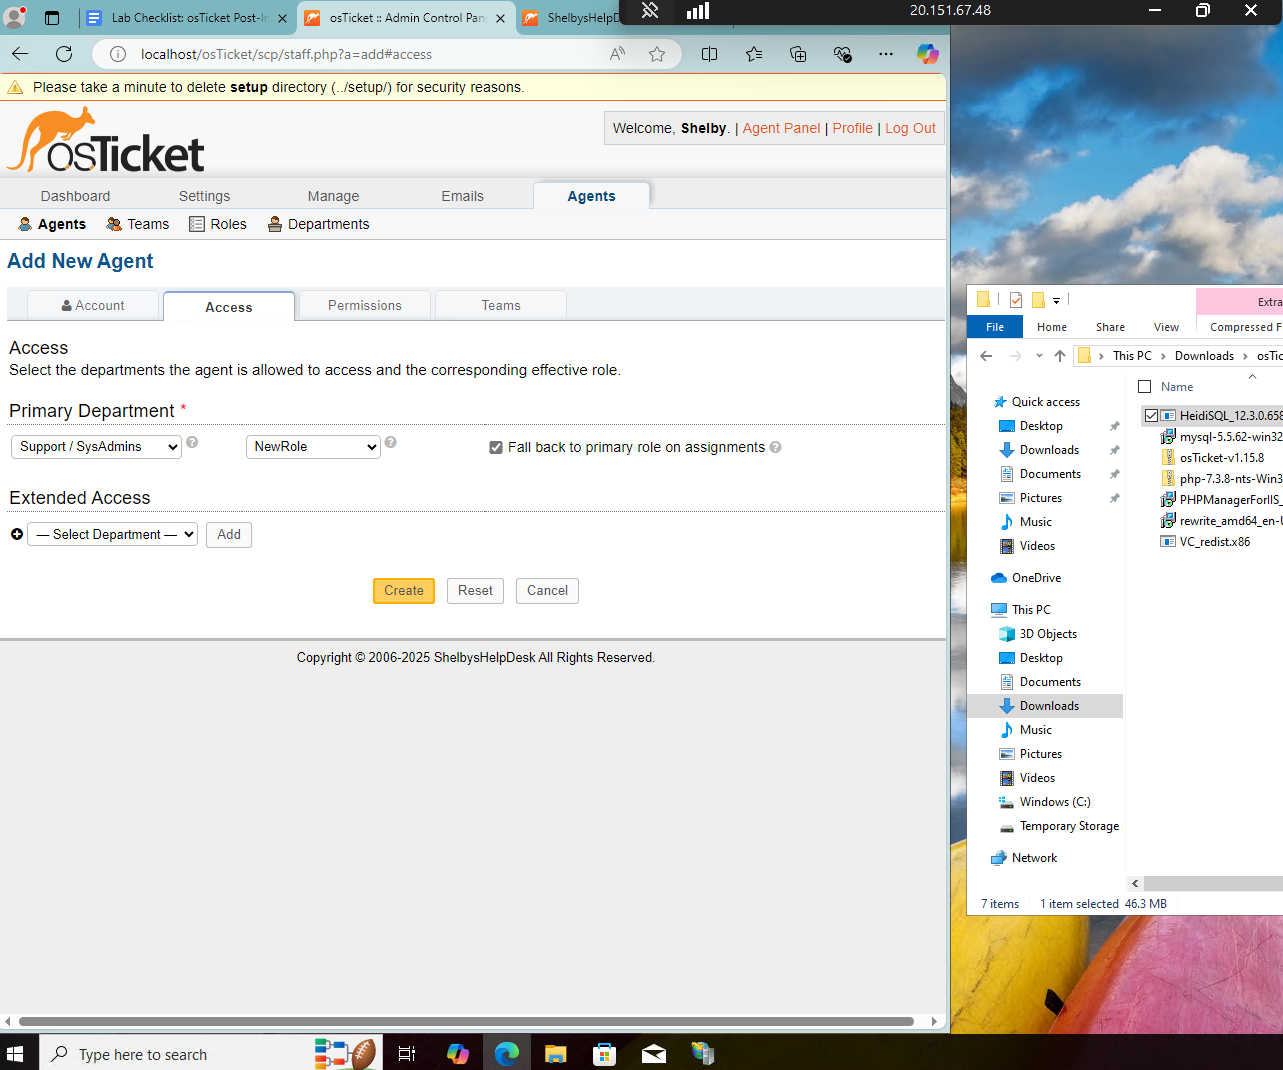 Lab Checklist: osTicket Post-I
osTicket :: Admin Control Pan
ShelbysHelpD
20.151.67.48
localhost/osTicket/scp/staff.php?a=add#access
Please take a minute to delete setup directory (../setup/) for security reasons.
osTicket
Welcome, Shelby. | Agent Panel | Profile | Log Out
Dashboard
Settings
Manage
Emails
Agents
Agents
Teams
Roles
Departments
Add New Agent
Account
Access
Permissions
Teams
Access
Select the departments the agent is allowed to access and the corresponding effective role.
Primary Department *
Support / SysAdmins
NewRole
Fall back to primary role on assignments
Extended Access
— Select Department —
Add
Create
Reset
Cancel
Copyright © 2006-2025 ShelbysHelpDesk All Rights Reserved.
Extra
File
Home
Share
View
Compressed F
This PC
Downloads
osTic
Name
Quick access
Desktop
Downloads
Documents
Pictures
Music
Videos
OneDrive
This PC
3D Objects
Desktop
Documents
Downloads
Music
Pictures
Videos
Windows (C:)
Temporary Storage
Network
HeidiSQL_12.3.0.658
mysql-5.5.62-win32
osTicket-v1.15.8
php-7.3.8-nts-Win3
PHPManagerForIIS_
rewrite_amd64_en-U
VC_redist.x86
7 items
1 item selected 46.3 MB
Type here to search